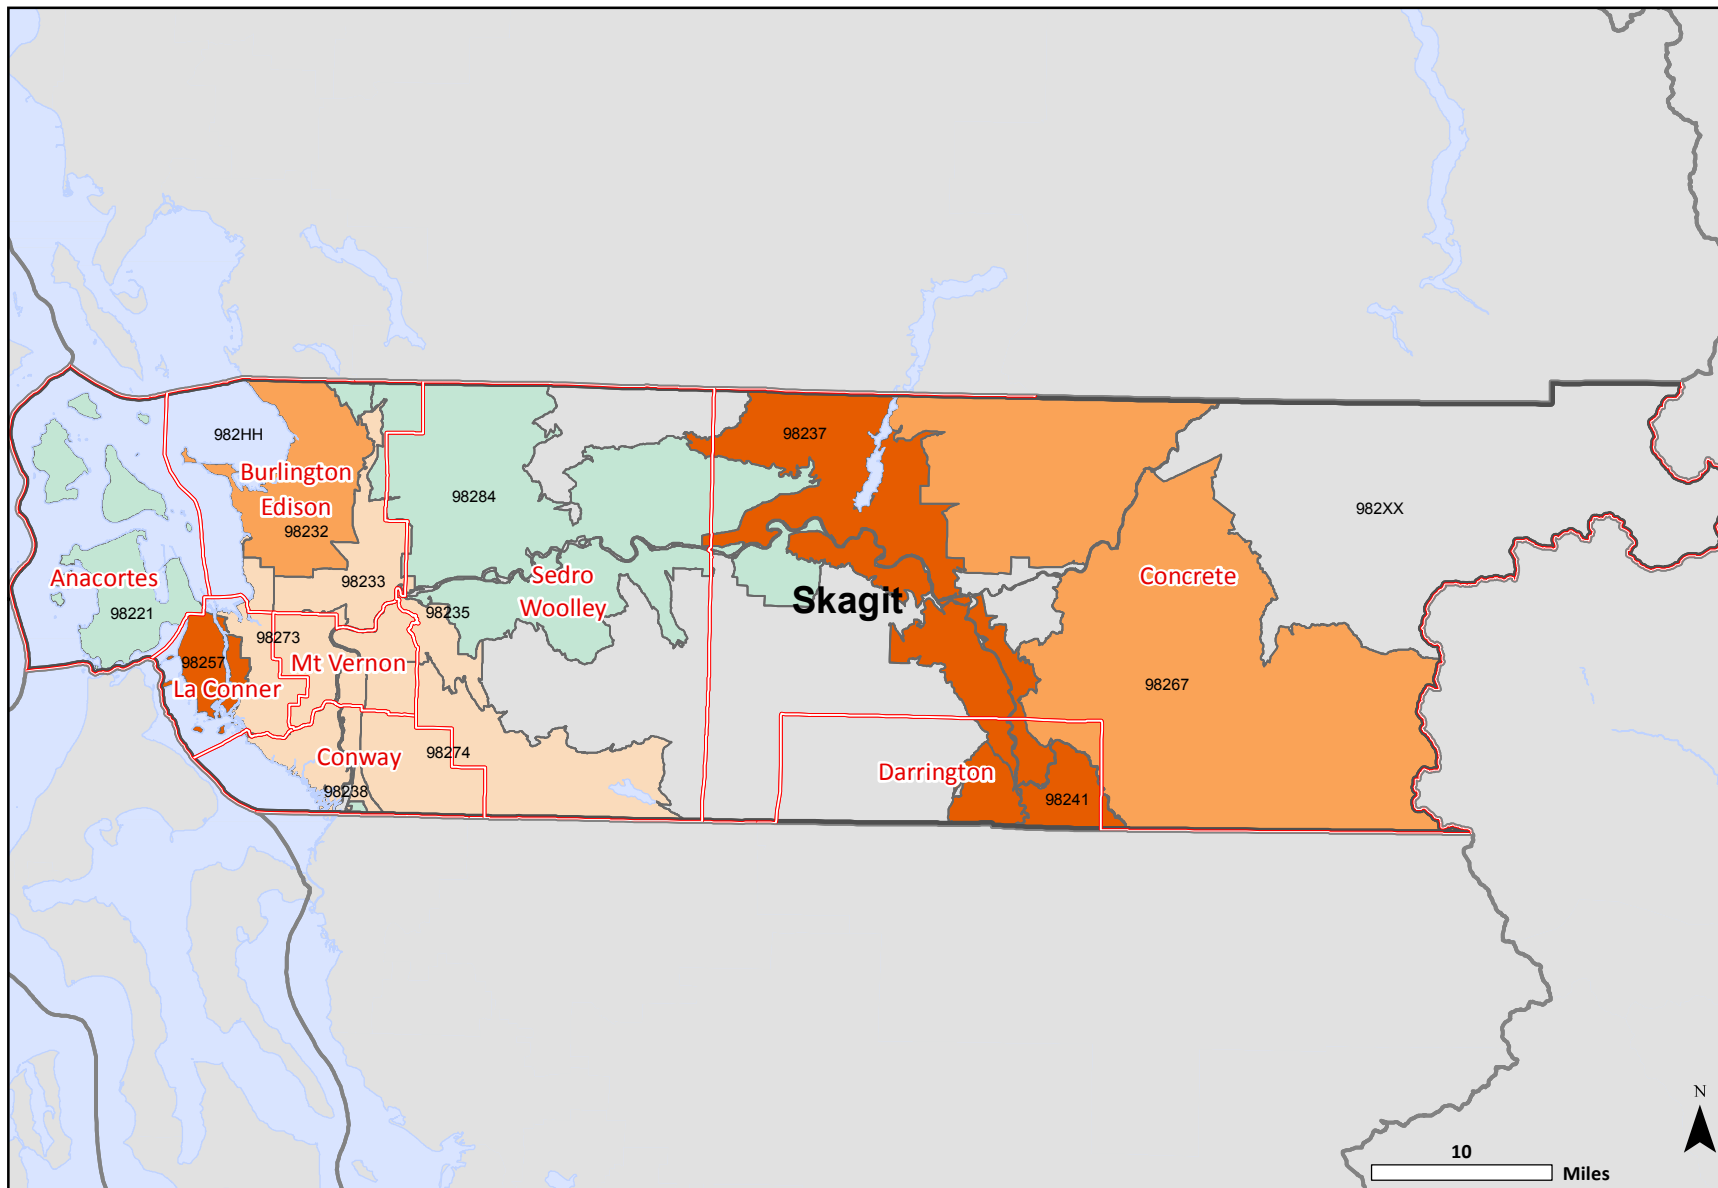 982HH
98237
Burlington
Edison
98232
98284
982XX
98233
Anacortes
98221
98235
Sedro
Woolley
Skagit
Concrete
98273
Mt Vernon
98257
La Conner
98267
Conway
98274
Darrington
98238
98241
N
10
Miles